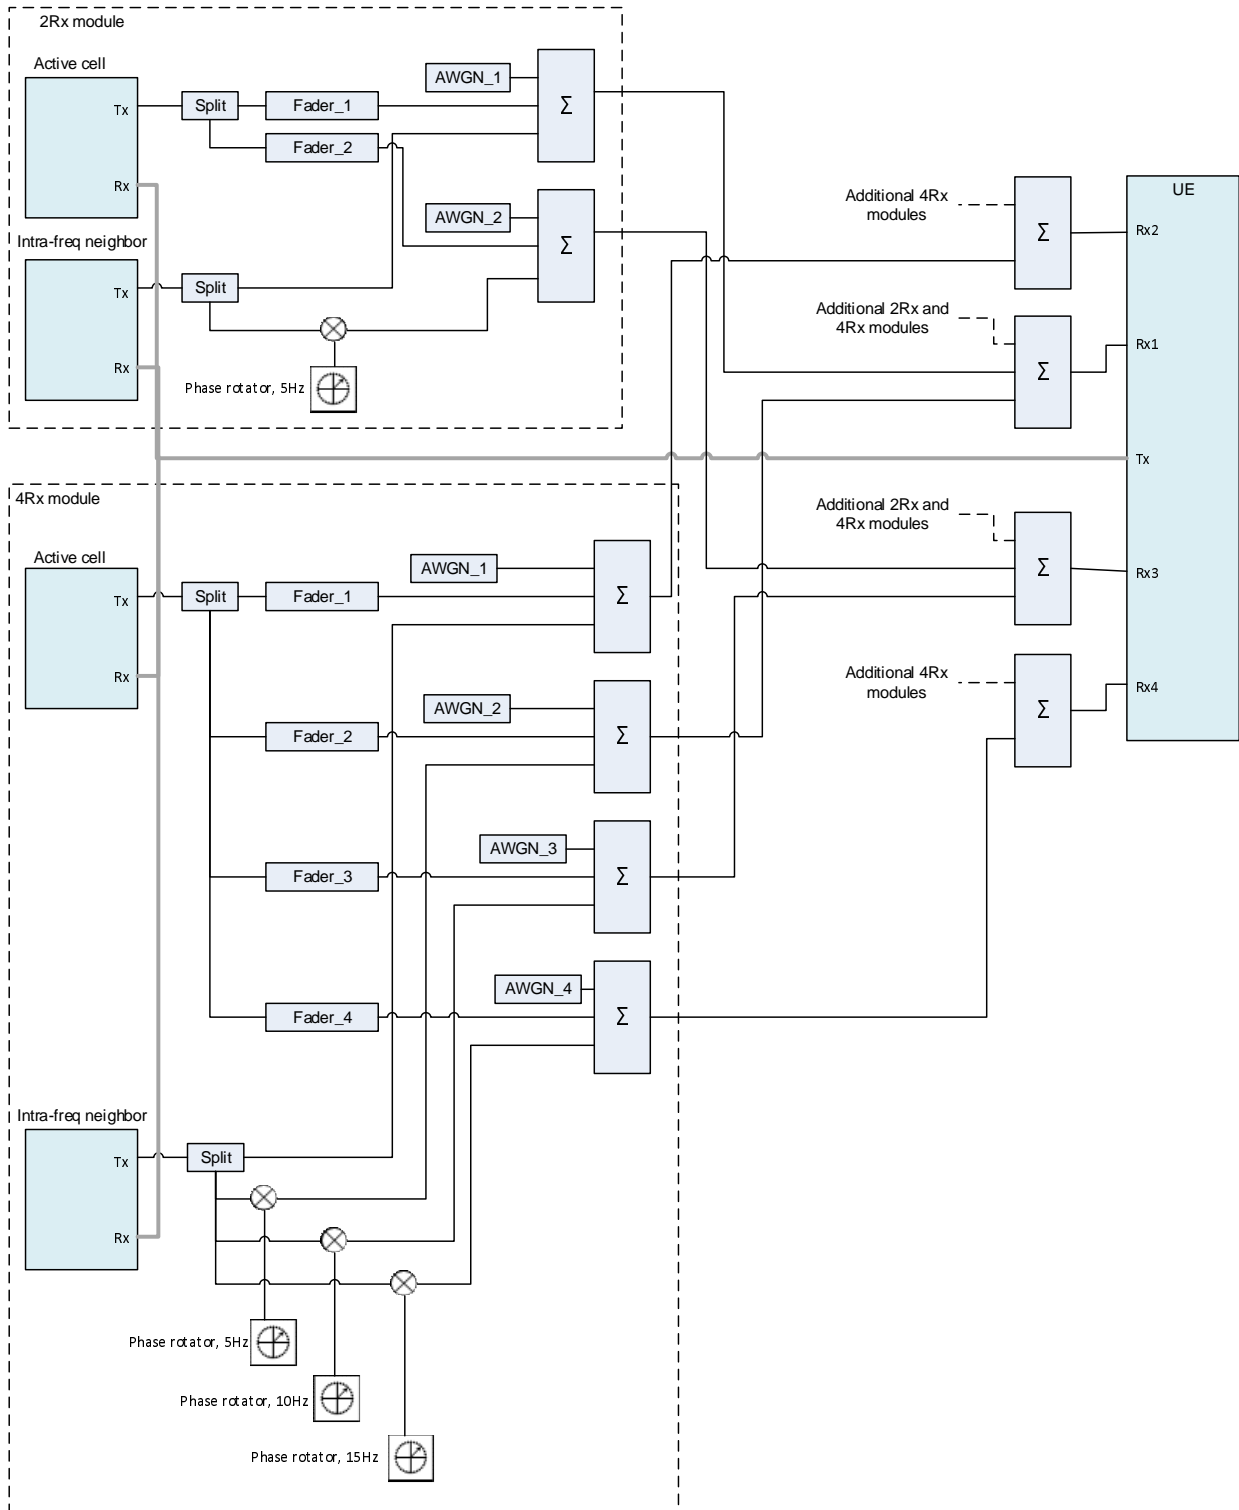 2Rx module
Active cell
Tx
Rx
Split
Fader_1
Fader_2
AWGN_1
Σ
AWGN_2
Σ
Intra-freq neighbor
Tx
Rx
Split
Phase rotator, 5Hz
Additional 4Rx
modules
Σ
Additional 2Rx and
4Rx modules
Σ
UE
Rx2
Rx1
Tx
Rx3
Rx4
Additional 2Rx and
4Rx modules
Σ
Additional 4Rx
modules
Σ
4Rx module
Active cell
Tx
Rx
Split
Fader_1
AWGN_1
Σ
Fader_2
AWGN_2
Σ
Fader_3
AWGN_3
Σ
Fader_4
AWGN_4
Σ
Intra-freq neighbor
Tx
Rx
Split
Phase rotator, 5Hz
Phase rotator, 10Hz
Phase rotator, 15Hz